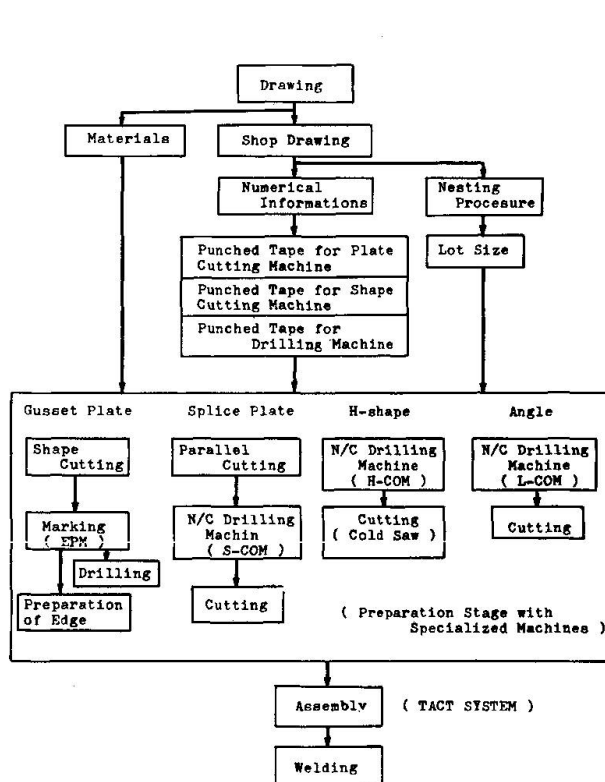 Drawing
Materials
Shop Drawing
Numerical
Informations
Nesting
Procesure
Punched Tape for Plate
Cutting Machine
Lot Size
Punched Tape for Shape
Cutting Machine
Punched Tape for
Drilling Machine
Gusset Plate
Splice Plate
H-shape
Angle
Shape
Cutting
Parallel
Cutting
N/C Drilling
Machine
( H-COM )
N/C Drilling
Machine
( L-COM )
Marking
( EPM )
N/C Drilling
Machin
( S-COM )
Cutting
( Cold Saw )
Cutting
Drilling
Preparation
of Edge
Cutting
( Preparation Stage with
Specialized Machines )
Assembly
( TACT SYSTEM )
Welding